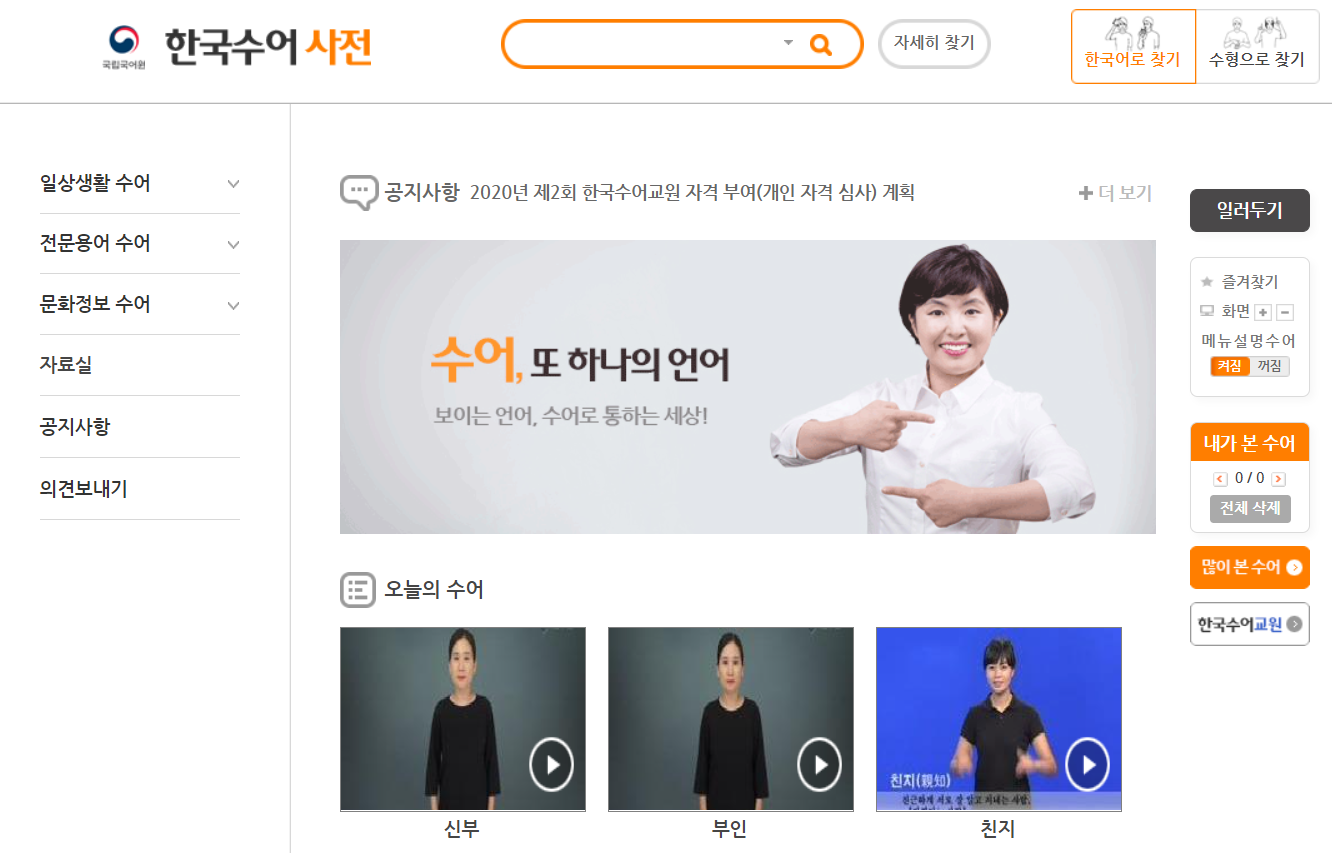 국립국어원
한국수어 사전
자세히 찾기
한국어로 찾기
수형으로 찾기
일상생활 수어
전문용어 수어
문화정보 수어
자료실
공지사항
의견보내기
공지사항 2020년 제2회 한국수어교원 자격 부여(개인 자격 심사) 계획
더 보기
수어, 또 하나의 언어
보이는 언어, 수어로 통하는 세상!
오늘의 수어
친지(親知)
친근하게 서로 잘 알고 지내는 사람.
신부
부인
친지
일러두기
즐겨찾기
화면 + -
메뉴설명수어
켜짐 꺼짐
내가 본 수어
0 / 0
전체 삭제
많이 본 수어
한국수어교원